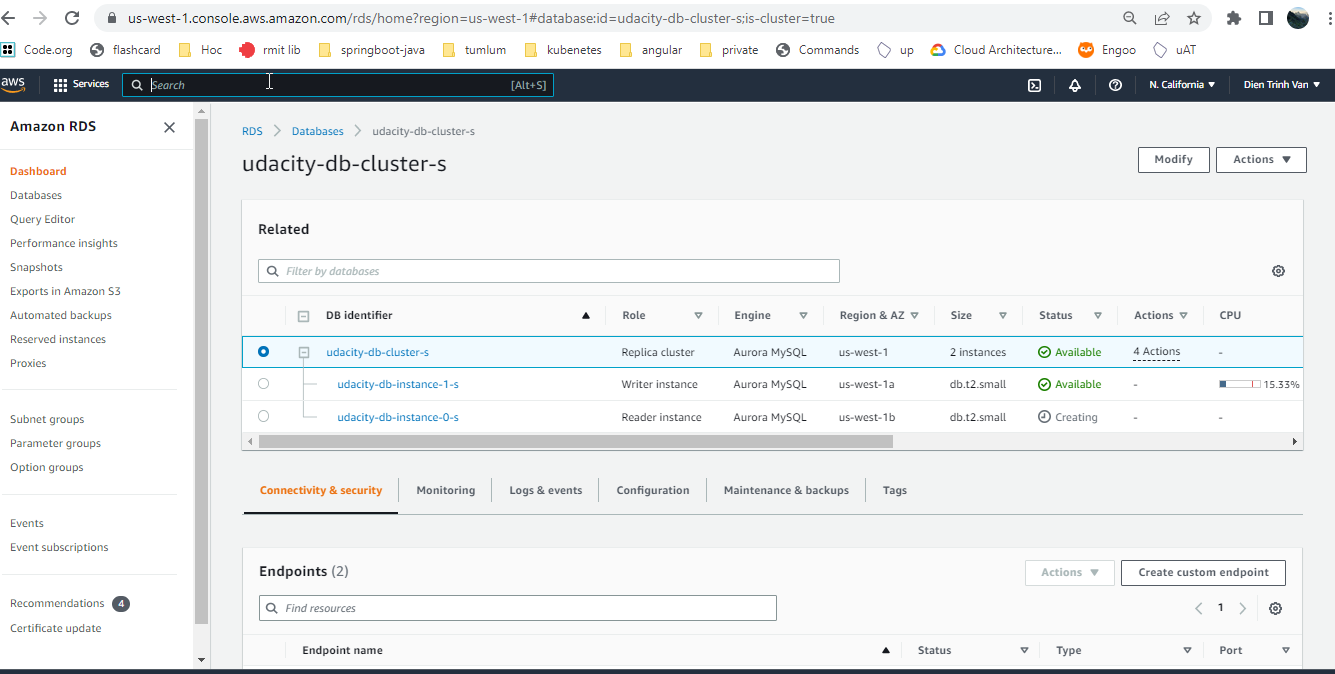 us-west-1.console.aws.amazon.com/rds/home?region=us-west-1#database:id=udacity-db-cluster-s;is-cluster=true
Code.org flashcard Hoc rmit lib springboot-java tumlum kubenetes angular private Commands up Cloud Architecture... Engoo uAT
aws Services Search [Alt+S] N. California Dien Trinh Van
Amazon RDS
Dashboard
Databases
Query Editor
Performance insights
Snapshots
Exports in Amazon S3
Automated backups
Reserved instances
Proxies
Subnet groups
Parameter groups
Option groups
Events
Event subscriptions
Recommendations 4
Certificate update
RDS > Databases > udacity-db-cluster-s
udacity-db-cluster-s
Modify Actions
Related
Filter by databases
DB identifier Role Engine Region & AZ Size Status Actions CPU
udacity-db-cluster-s Replica cluster Aurora MySQL us-west-1 2 instances Available 4 Actions -
udacity-db-instance-1-s Writer instance Aurora MySQL us-west-1a db.t2.small Available - 15.33%
udacity-db-instance-0-s Reader instance Aurora MySQL us-west-1b db.t2.small Creating - -
Connectivity & security Monitoring Logs & events Configuration Maintenance & backups Tags
Endpoints (2)
Actions Create custom endpoint
Find resources
1
Endpoint name Status Type Port